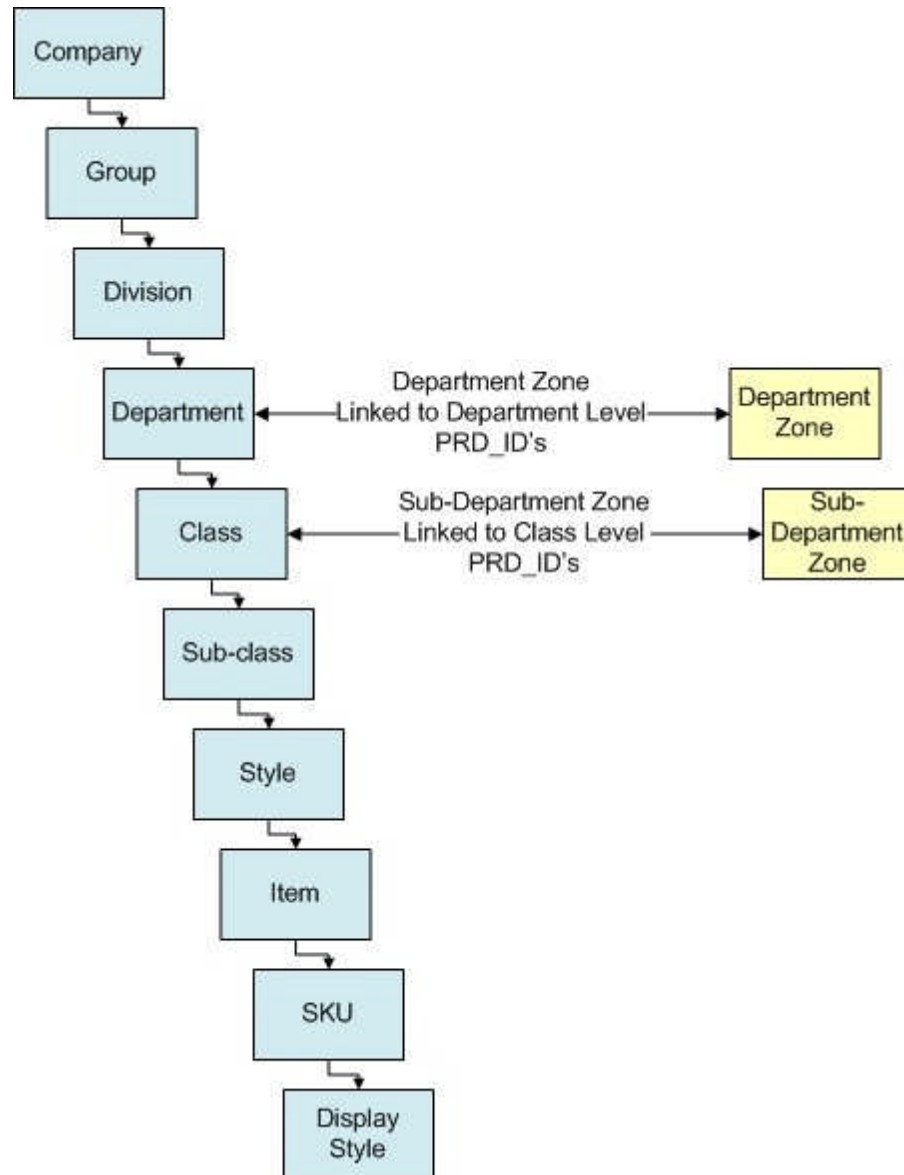 Company
Group
Division
Department
Department Zone
Linked to Department Level
PRD_ID's
Department
Zone
Class
Sub-Department Zone
Linked to Class Level
PRD_ID's
Sub-
Department
Zone
Sub-class
Style
Item
SKU
Display
Style